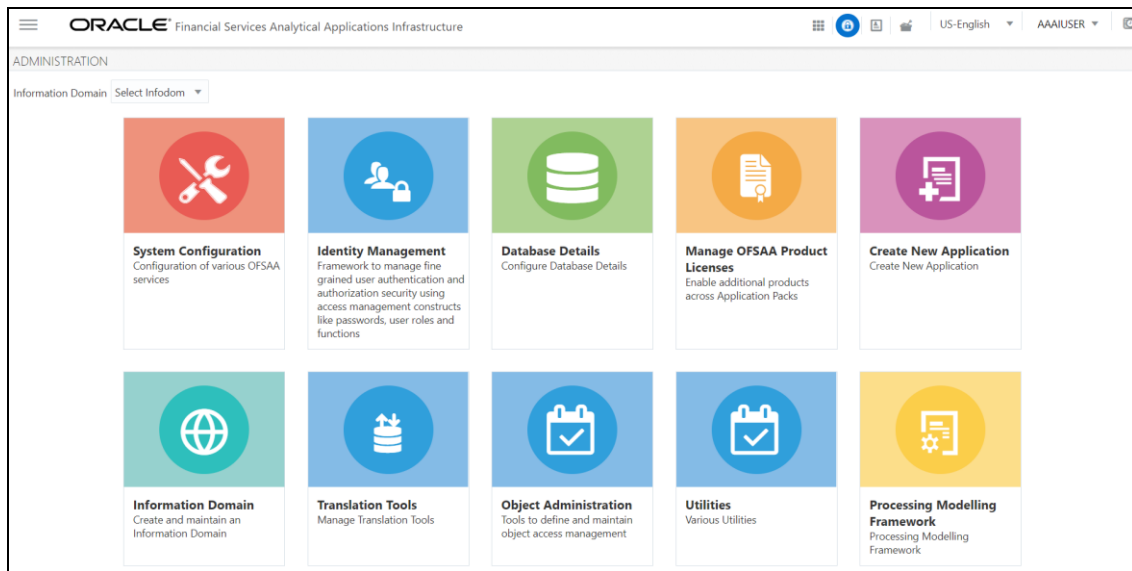 ORACLE® Financial Services Analytical Applications Infrastructure
US-English
AAAIUSER
ADMINISTRATION
Information Domain Select Infodom
System Configuration
Configuration of various OFSAA
services
Identity Management
Framework to manage fine
grained user authentication and
authorization security using
access management constructs
like passwords, user roles and
functions
Database Details
Configure Database Details
Manage OFSAA Product
Licenses
Enable additional products
across Application Packs
Create New Application
Create New Application
Information Domain
Create and maintain an
Information Domain
Translation Tools
Manage Translation Tools
Object Administration
Tools to define and maintain
object access management
Utilities
Various Utilities
Processing Modelling
Framework
Processing Modelling
Framework